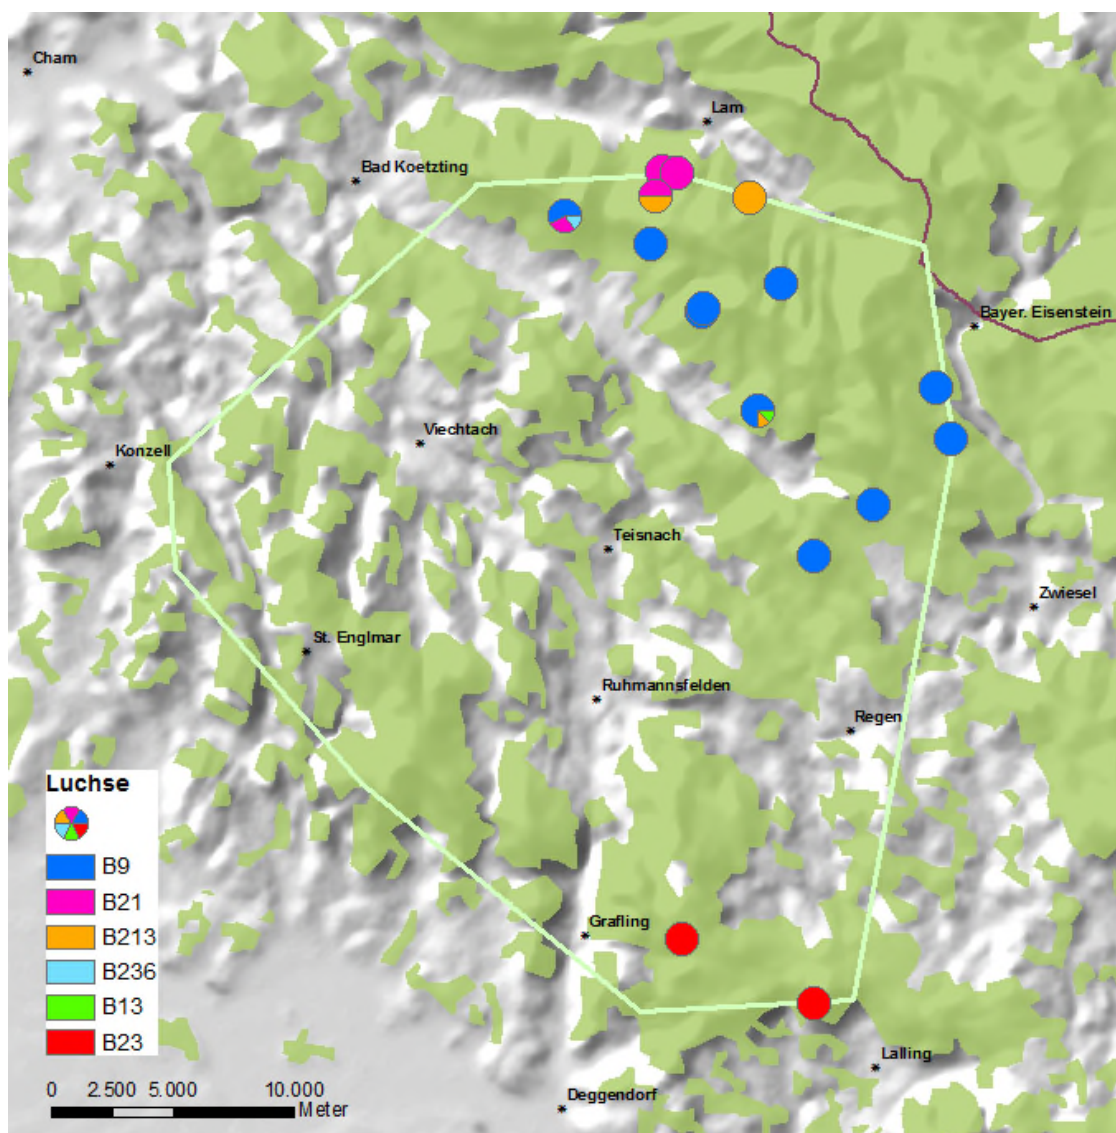 Cham
Lam
Bad Koetzting
Bayer. Eisenstein
Viechtach
Konzell
Teisnach
Zwiesel
St. Englmar
Ruhmannsfelden
Regen
Luchse
B9
B21
B213
B236
B13
B23
Grafling
Lalling
0 2.500 5.000 10.000
Meter
Deggendorf